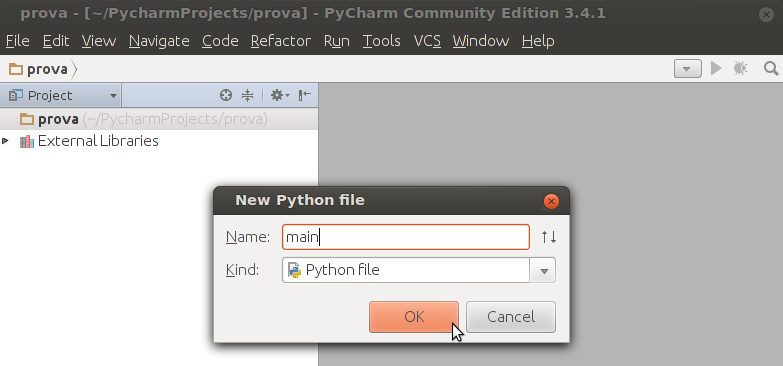 prova - [~/PycharmProjects/prova] - PyCharm Community Edition 3.4.1
File Edit View Navigate Code Refactor Run Tools VCS Window Help
prova
Project
prova (~/PycharmProjects/prova)
External Libraries
New Python file
Name: main
Kind: Python file
OK Cancel